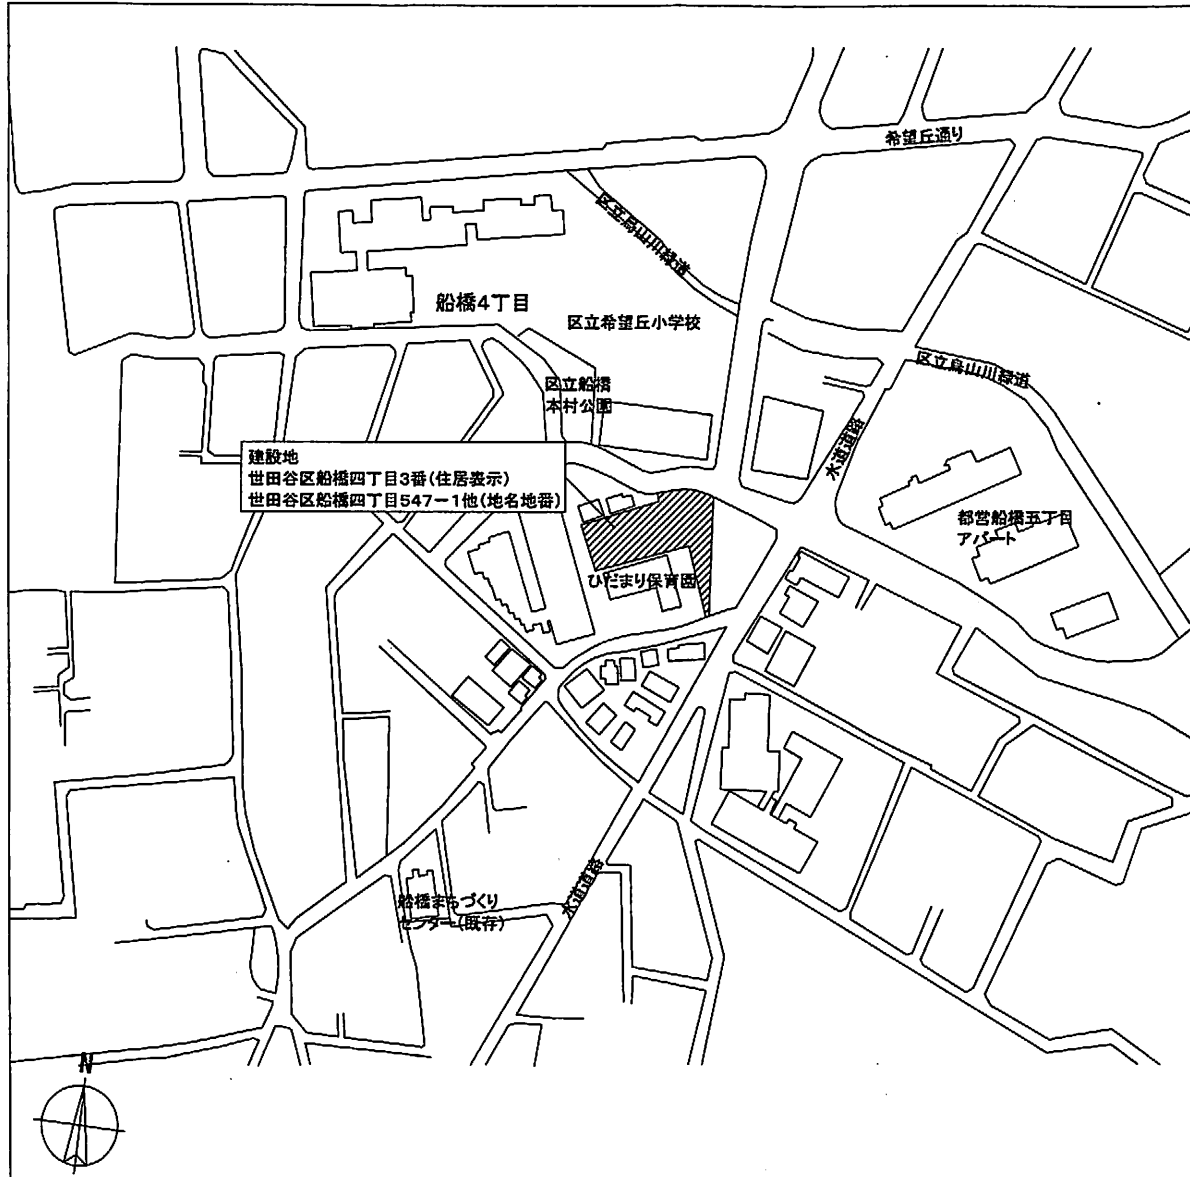 希望丘通り
区立烏山川緑道
船橋4丁目
区立希望丘小学校
区立烏山川緑道
区立船橋
本村公園
水道道路
建設地
世田谷区船橋四丁目3番(住居表示)
世田谷区船橋四丁目547ー1他(地名地番)
都営船橋五丁目
アパート
ひだまり保育園
水道道路
船橋まちづくり
センター(既存)
N